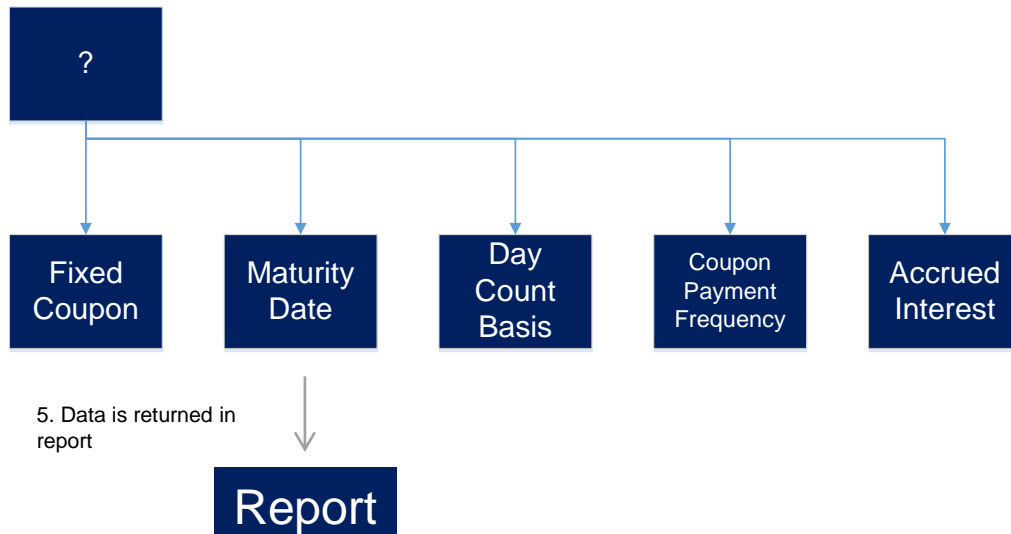 ?
Fixed
Coupon
Maturity
Date
Day
Count
Basis
Coupon
Payment
Frequency
Accrued
Interest
5. Data is returned in
report
Report